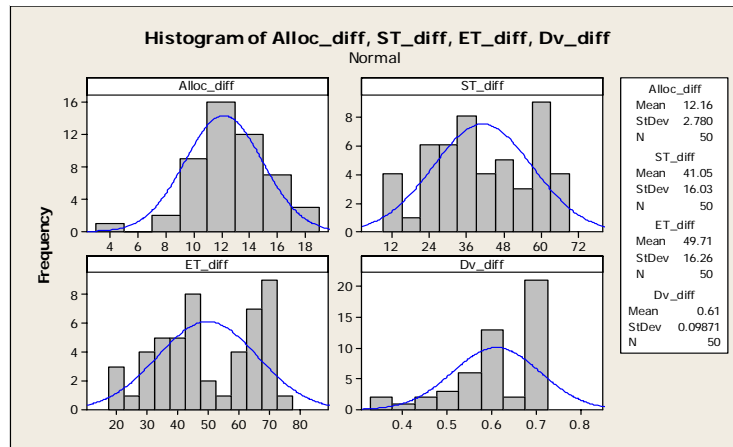 Histogram of Alloc_diff, ST_diff, ET_diff, Dv_diff
Normal
Frequency
Alloc_diff
16
12
8
4
0
4 6 8 10 12 14 16 18
ST_diff
8
6
4
2
0
12 24 36 48 60 72
ET_diff
8
6
4
2
0
20 30 40 50 60 70 80
Dv_diff
20
15
10
5
0
0.4 0.5 0.6 0.7 0.8
Alloc_diff
Mean 12.16
StDev 2.780
N 50
ST_diff
Mean 41.05
StDev 16.03
N 50
ET_diff
Mean 49.71
StDev 16.26
N 50
Dv_diff
Mean 0.61
StDev 0.09871
N 50